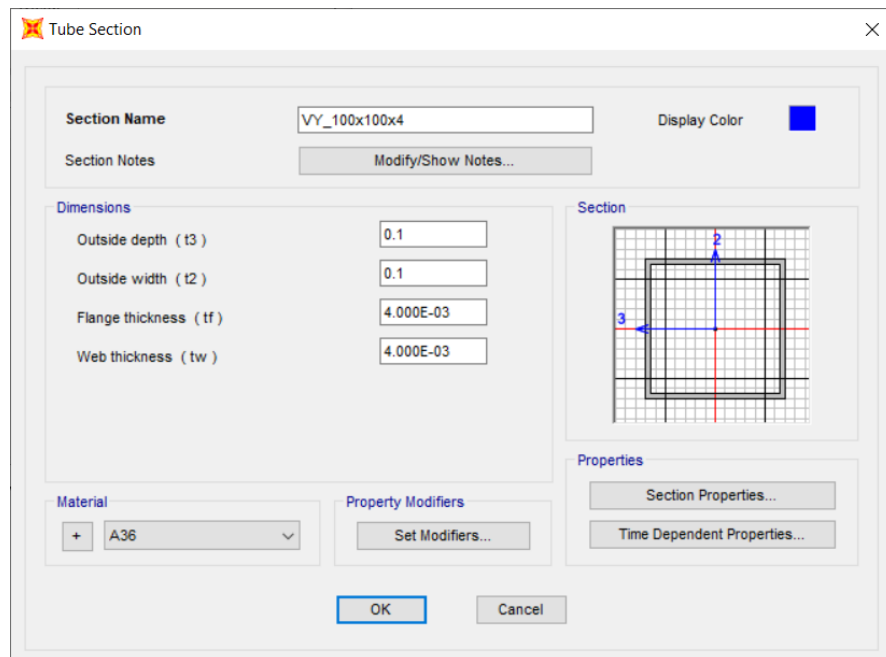 Tube Section
Section Name VY_100x100x4 Display Color
Section Notes Modify/Show Notes...
Dimensions
Outside depth ( t3 ) 0.1
Outside width ( t2 ) 0.1
Flange thickness ( tf ) 4.000E-03
Web thickness ( tw ) 4.000E-03
Section
2
3
Material
+ A36
Property Modifiers
Set Modifiers...
Properties
Section Properties...
Time Dependent Properties...
OK Cancel